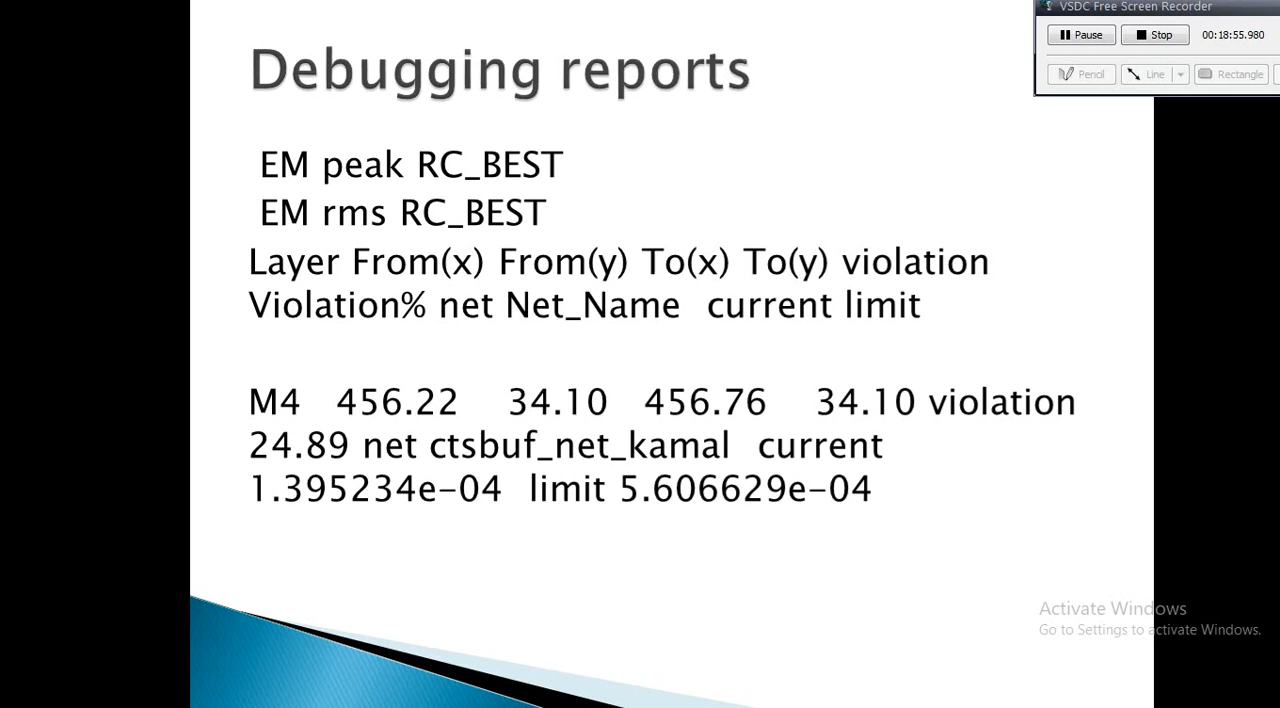 VSDC Free Screen Recorder
Pause Stop 00:18:55.980
Pencil Line Rectangle
Debugging reports
EM peak RC_BEST
EM rms RC_BEST
Layer From(x) From(y) To(x) To(y) violation
Violation% net Net_Name current limit
M4 456.22 34.10 456.76 34.10 violation
24.89 net ctsbuf_net_kamal current
1.395234e-04 limit 5.606629e-04
Activate Windows
Go to Settings to activate Windows.